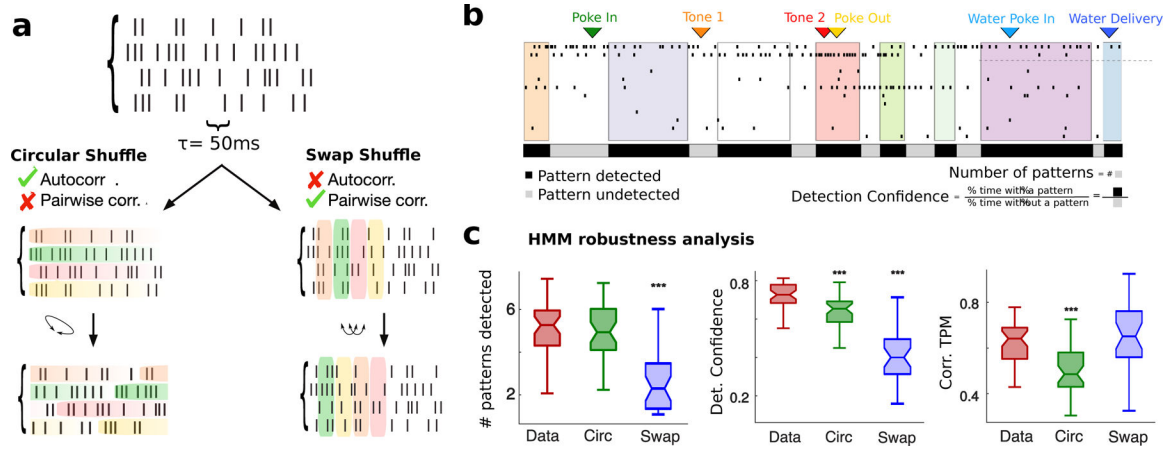 a
τ= 50ms
Circular Shuffle
Autocorr .
Pairwise corr. .
Swap Shuffle
Autocorr.
Pairwise corr.
b
Poke In
Tone 1
Tone 2
Poke Out
Water Poke In
Water Delivery
Pattern detected
Pattern undetected
Number of patterns = #
Detection Confidence = % time with a pattern =
% time without a pattern
c
HMM robustness analysis
# patterns detected
6
2
***
Data
Circ
Swap
Det. Confidence
0.8
0.2
***
***
Data
Circ
Swap
Corr. TPM
0.8
0.4
***
Data
Circ
Swap